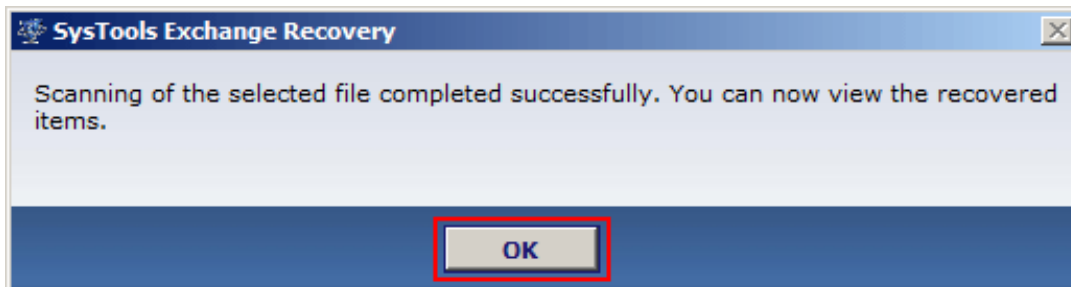 SysTools Exchange Recovery
Scanning of the selected file completed successfully. You can now view the recovered
items.
OK